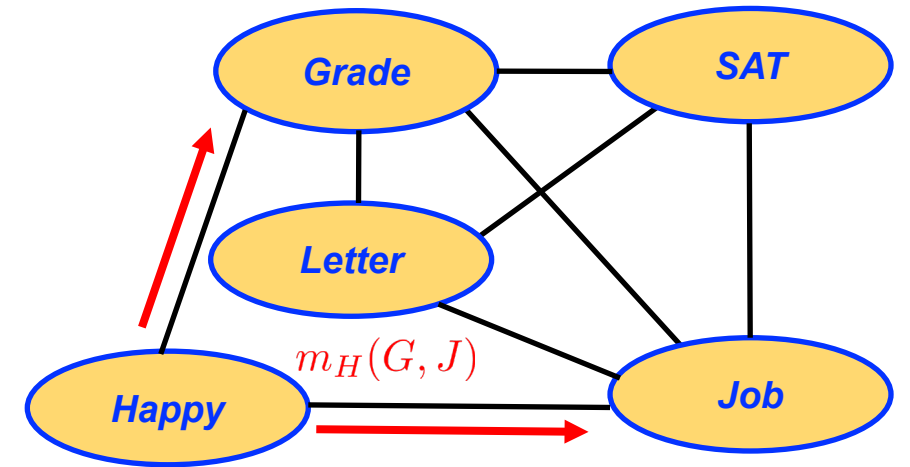 Grade
SAT
Letter
m_H(G, J)
Happy
Job